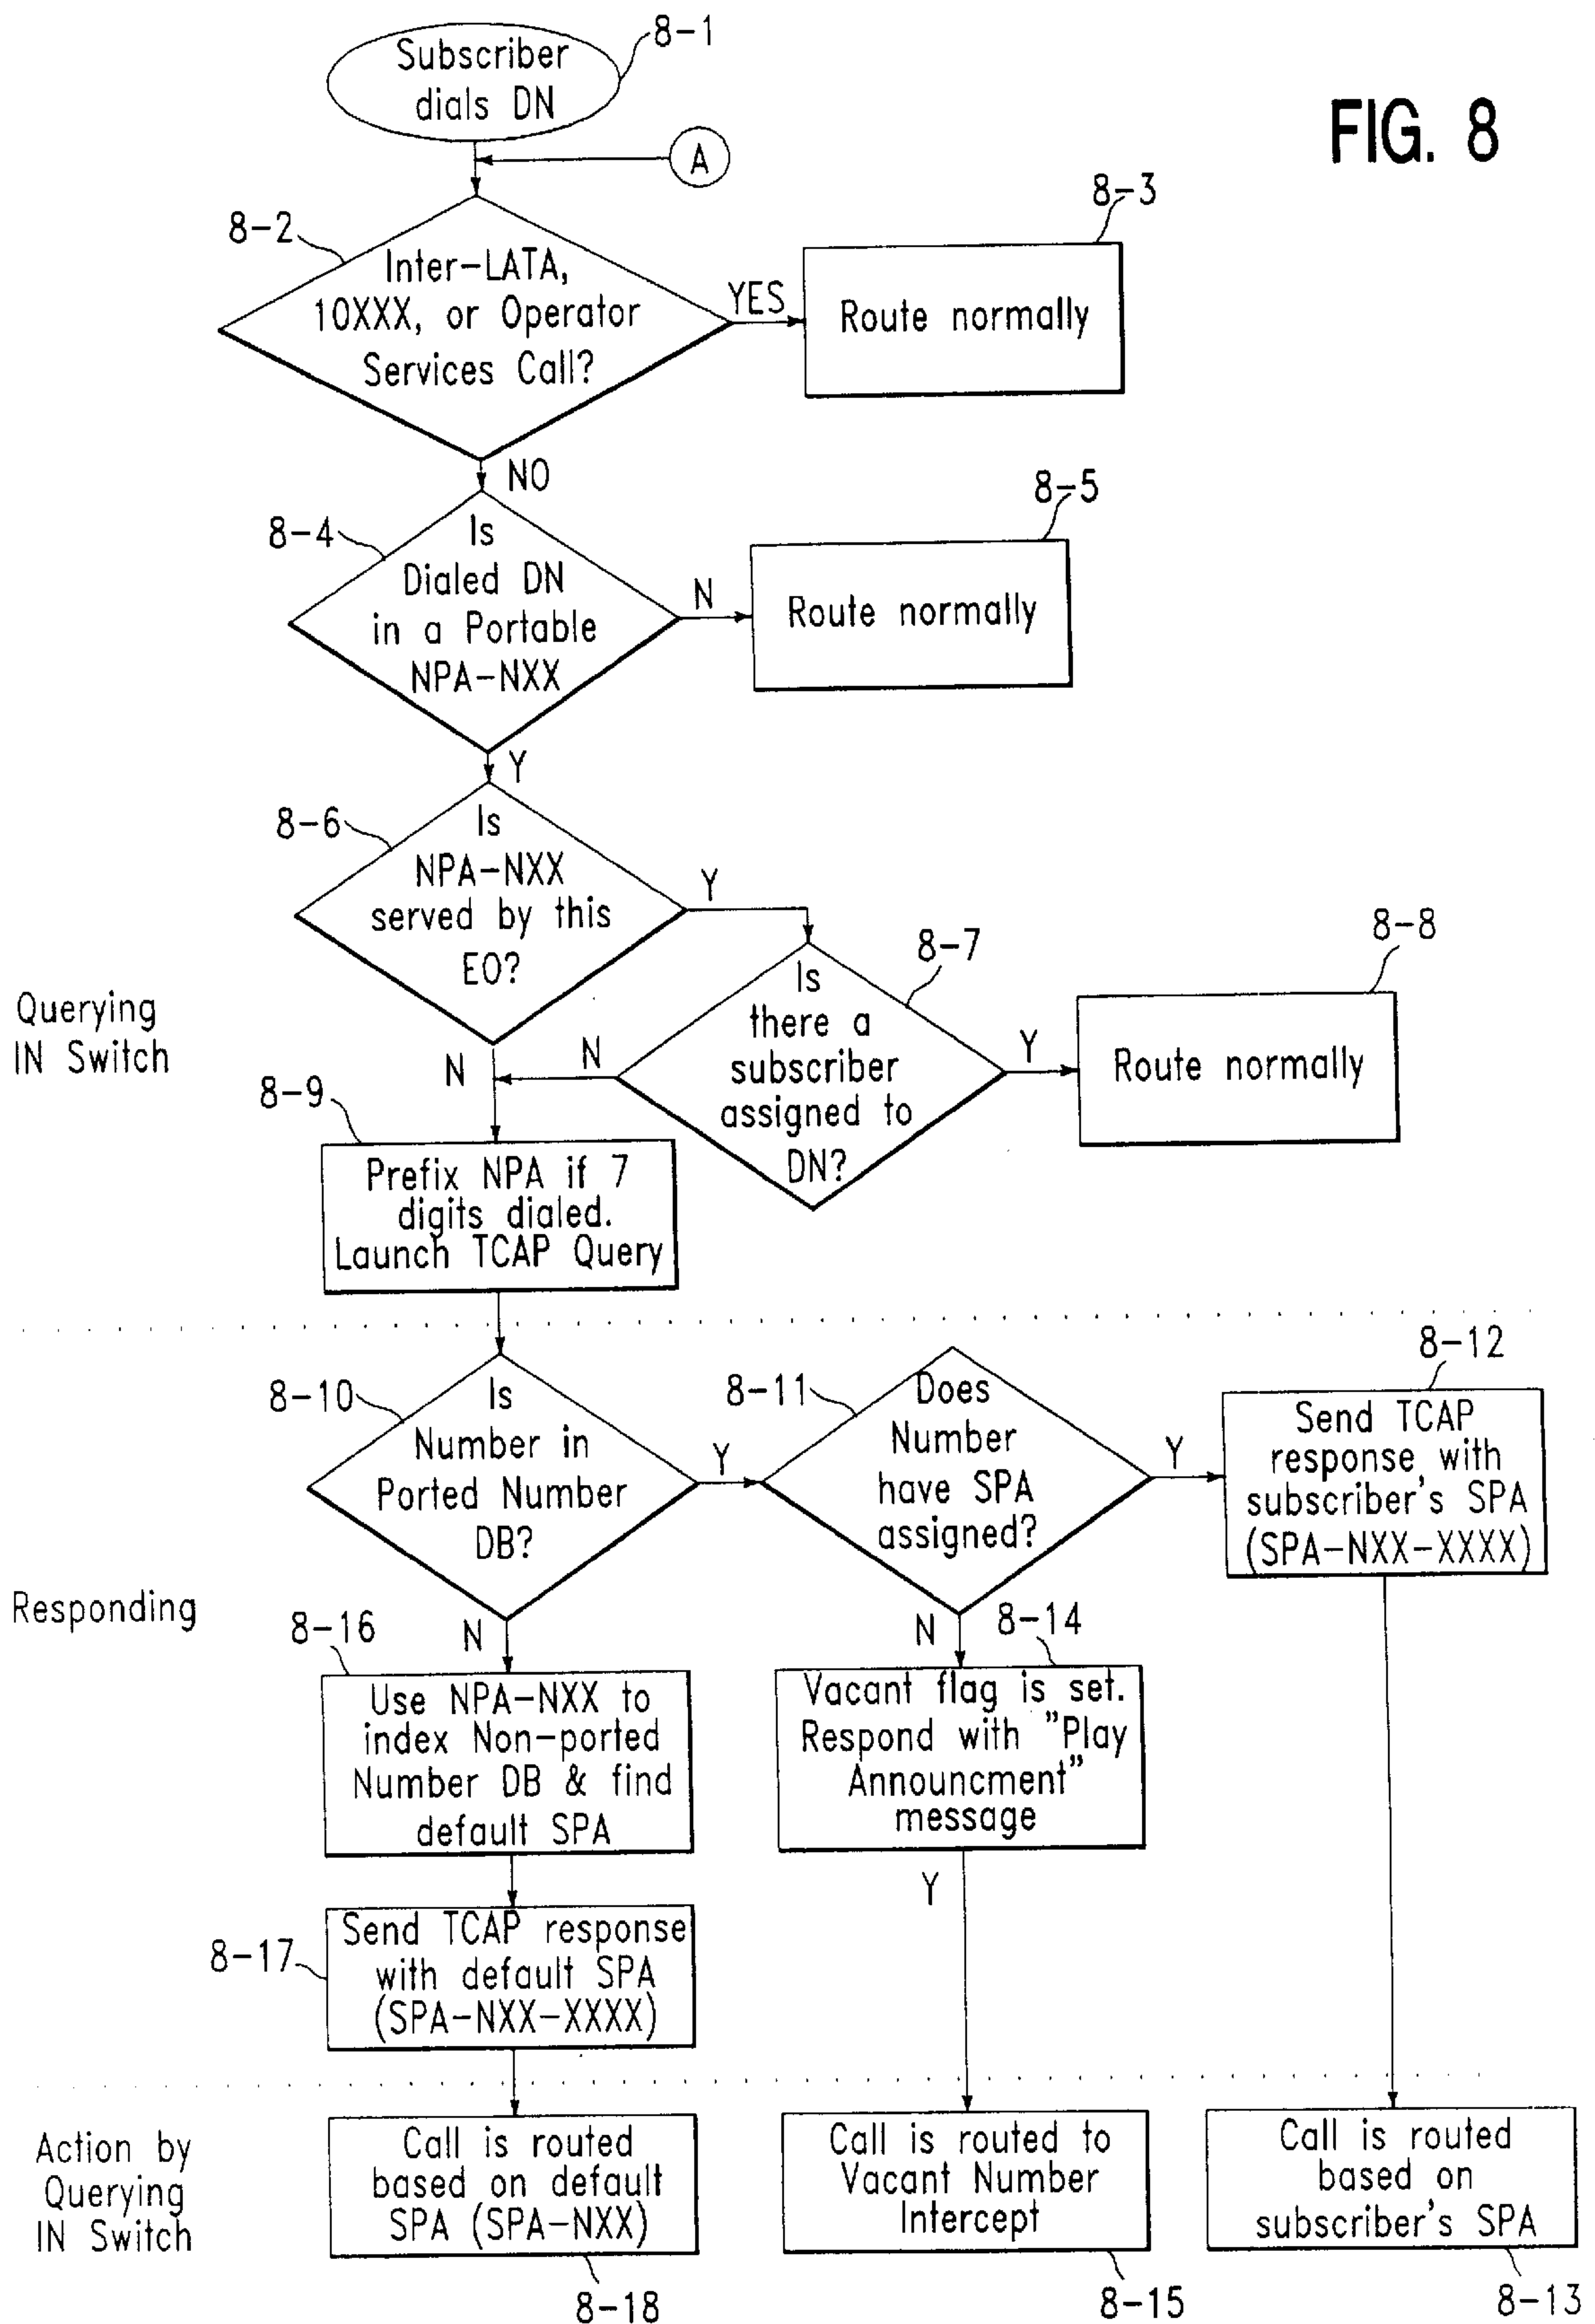 8-1
Subscriber
dials DN
FIG. 8
A
8-2
8-3
Inter-LATA,
10XXX, or Operator
Services Call?
YES
Route normally
NO
8-4
8-5
Is
Dialed DN
in a Portable
NPA-NXX
N
Route normally
Y
8-6
Is
NPA-NXX
served by this
EO?
Y
8-7
8-8
Is
there a
subscriber
assigned to
DN?
N
Y
Route normally
Querying
IN Switch
N
8-9
Prefix NPA if 7
digits dialed.
Launch TCAP Query
8-10
Is
Number in
Ported Number
DB?
Y
8-11
Does
Number
have SPA
assigned?
Y
8-12
Send TCAP
response with
subscriber's SPA
(SPA-NXX-XXXX)
Responding
N
8-16
Use NPA-NXX to
index Non-ported
Number DB & find
default SPA
N
8-14
Vacant flag is set.
Respond with "Play
Announcment"
message
Y
8-17
Send TCAP response
with default SPA
(SPA-NXX-XXXX)
Action by
Querying
IN Switch
Call is routed
based on default
SPA (SPA-NXX)
8-18
Call is routed to
Vacant Number
Intercept
8-15
Call is routed
based on
subscriber's SPA
8-13